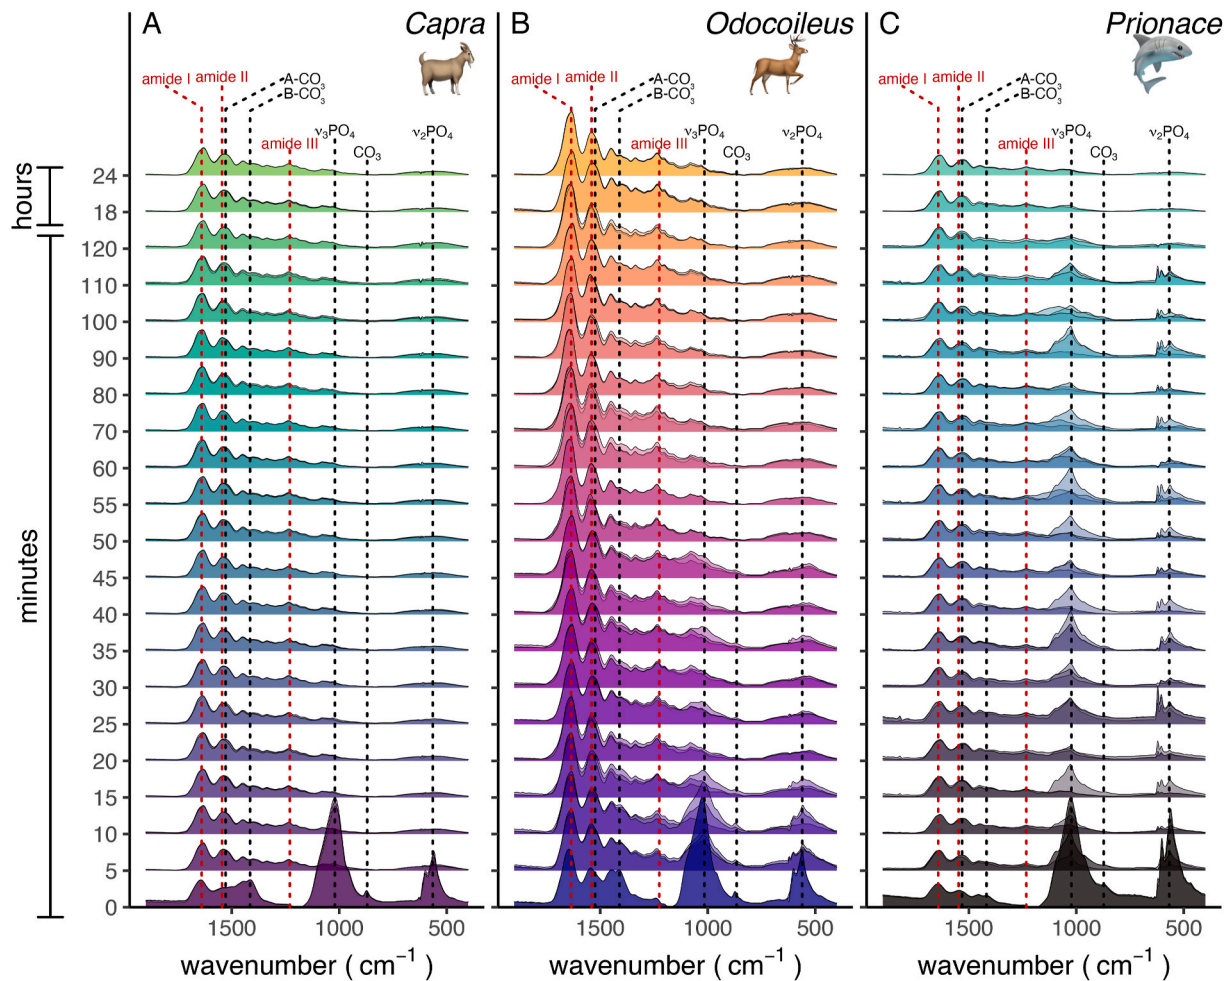 A
Capra
amide I
amide II
A-CO3
B-CO3
amide III
ν3PO4
CO3
ν2PO4
B
Odocoileus
amide I
amide II
A-CO3
B-CO3
amide III
ν3PO4
CO3
ν2PO4
C
Prionace
amide I
amide II
A-CO3
B-CO3
amide III
ν3PO4
CO3
ν2PO4
hours
minutes
24
18
120
110
100
90
80
70
60
55
50
45
40
35
30
25
20
15
10
5
0
1500 1000 500
1500 1000 500
1500 1000 500
wavenumber ( cm−1 )
wavenumber ( cm−1 )
wavenumber ( cm−1 )